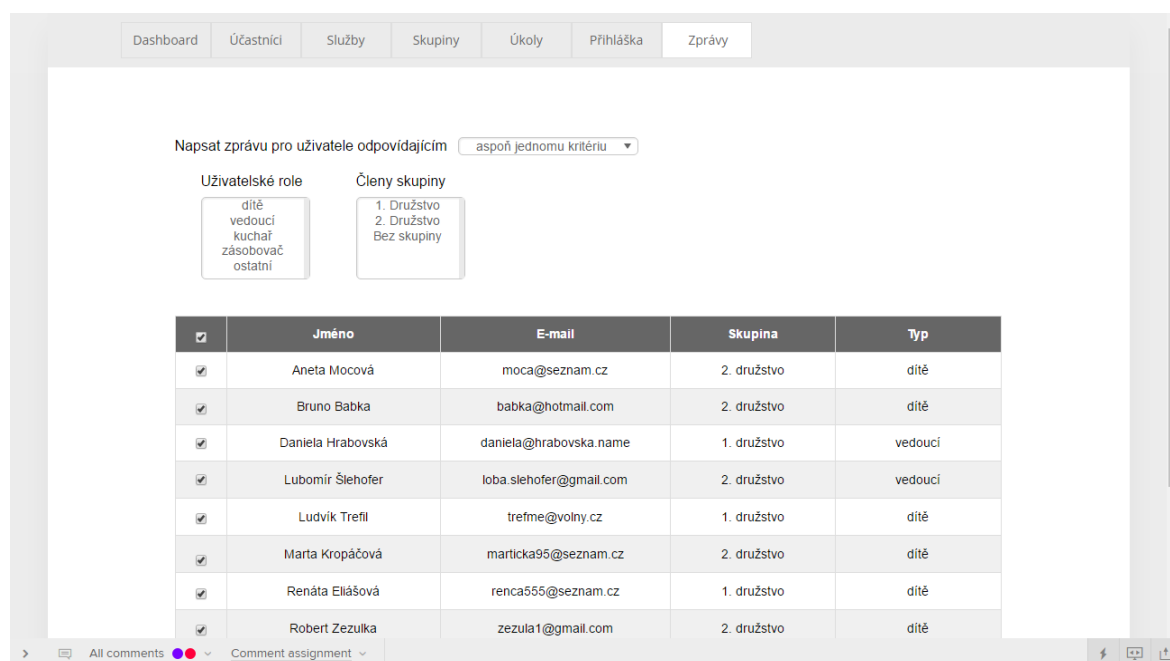 Dashboard Účastníci Služby Skupiny Úkoly Přihláška Zprávy
Napsat zprávu pro uživatele odpovídajícím aspoň jednomu kritériu
Uživatelské role Členy skupiny
dítě 1. Družstvo
vedoucí 2. Družstvo
kuchař Bez skupiny
zásobovač
ostatní
Jméno E-mail Skupina Typ
Aneta Mocová moca@seznam.cz 2. družstvo dítě
Bruno Babka babka@hotmail.com 2. družstvo dítě
Daniela Hrabovská daniela@hrabovska.name 1. družstvo vedoucí
Lubomír Šlehofer loba.slehofer@gmail.com 2. družstvo vedoucí
Ludvík Trefil trefme@volny.cz 1. družstvo dítě
Marta Kropáčová marticka95@seznam.cz 2. družstvo dítě
Renáta Eliášová renca555@seznam.cz 1. družstvo dítě
Robert Zezulka zezula1@gmail.com 2. družstvo dítě
All comments Comment assignment